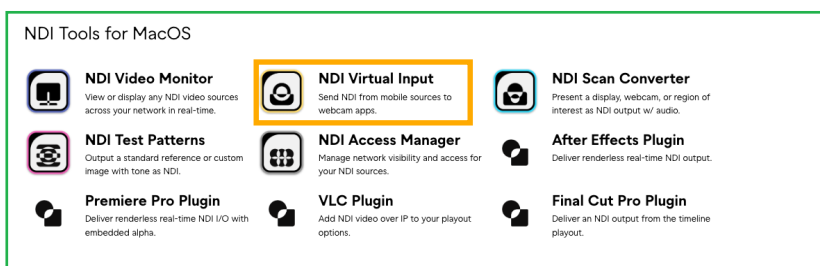 NDI Tools for MacOS
NDI Video Monitor
View or display any NDI video sources
across your network in real-time.
NDI Virtual Input
Send NDI from mobile sources to
webcam apps.
NDI Scan Converter
Present a display, webcam, or region of
interest as NDI output w/ audio.
NDI Test Patterns
Output a standard reference or custom
image with tone as NDI.
NDI Access Manager
Manage network visibility and access for
your NDI sources.
After Effects Plugin
Deliver renderless real-time NDI output.
Premiere Pro Plugin
Deliver renderless real-time NDI I/O with
embedded alpha.
VLC Plugin
Add NDI video over IP to your playout
options.
Final Cut Pro Plugin
Deliver an NDI output from the timeline
playout.